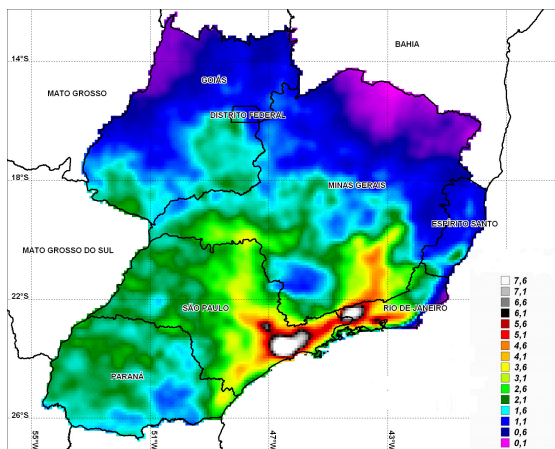 14°S
BAHIA
GOIÁS
MATO GROSSO
DISTRITO FEDERAL
18°S
MINAS GERAIS
ESPÍRITO SANTO
MATO GROSSO DO SUL
22°S
SÃO PAULO
RIO DE JANEIRO
PARANÁ
26°S
55°W
51°W
47°W
43°W
7,6
7,1
6,6
6,1
5,6
5,1
4,6
4,1
3,6
3,1
2,6
2,1
1,6
1,1
0,6
0,1